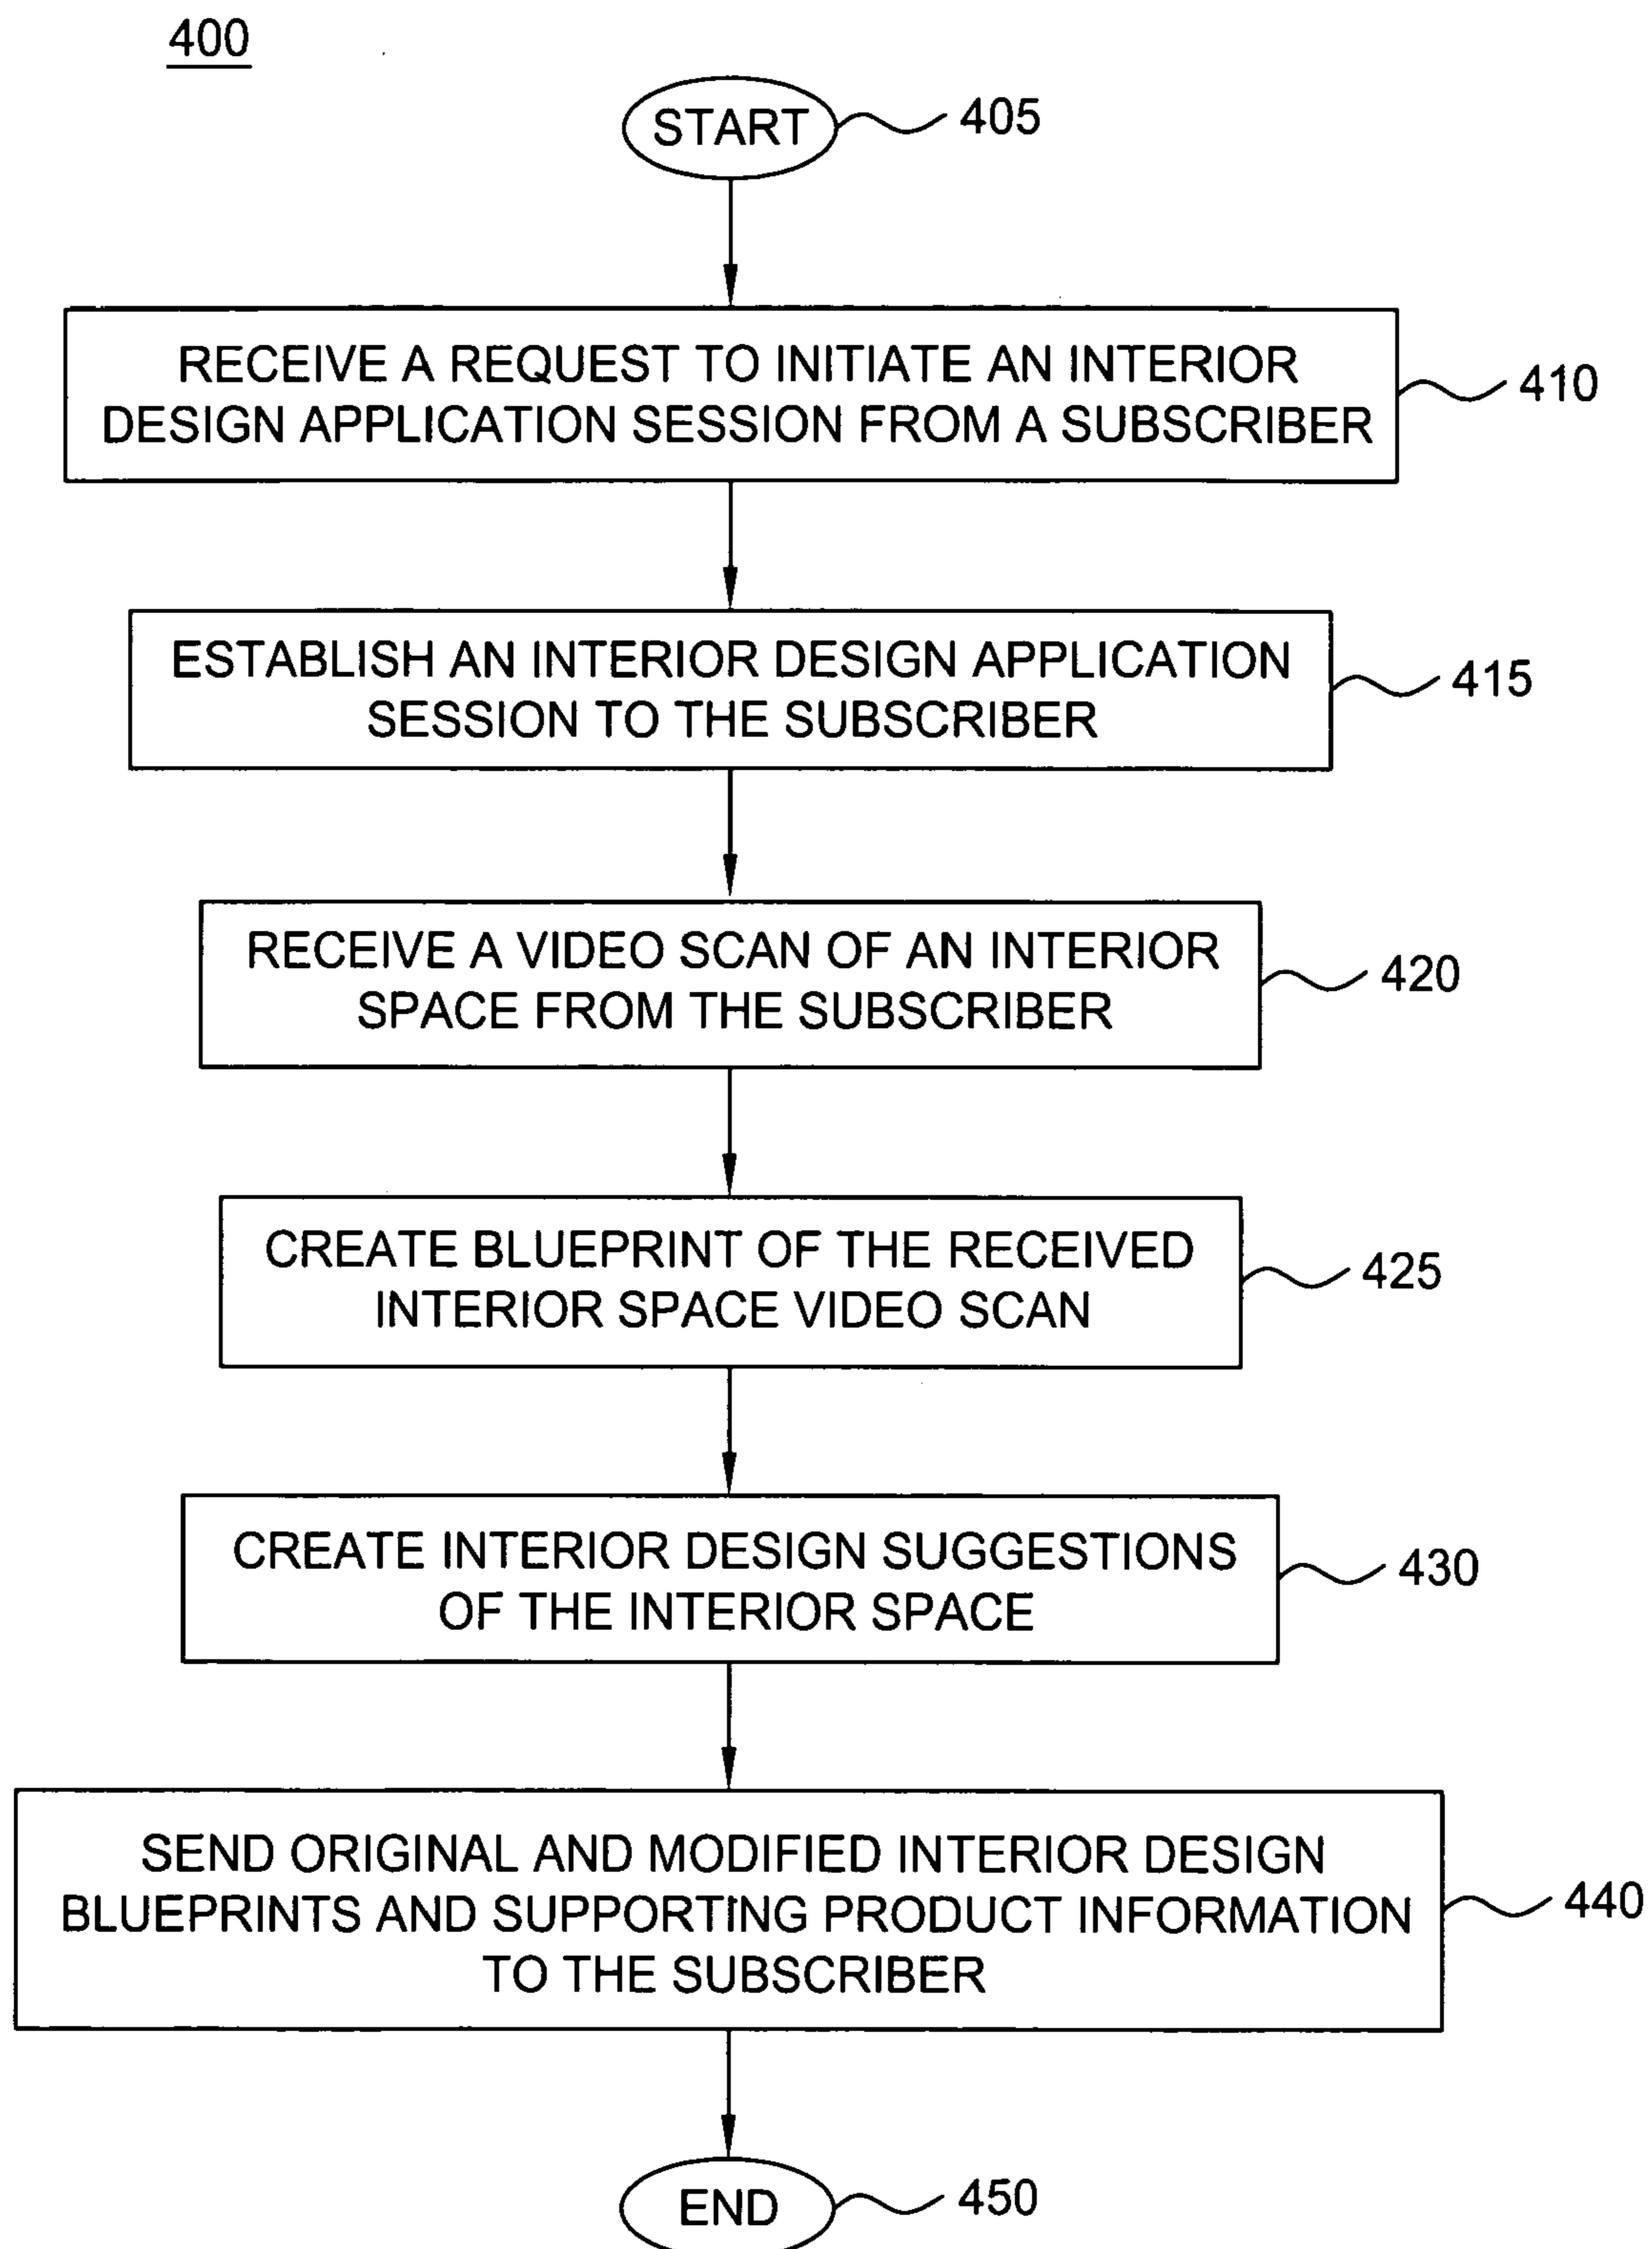 400
START
405
RECEIVE A REQUEST TO INITIATE AN INTERIOR
DESIGN APPLICATION SESSION FROM A SUBSCRIBER
410
ESTABLISH AN INTERIOR DESIGN APPLICATION
SESSION TO THE SUBSCRIBER
415
RECEIVE A VIDEO SCAN OF AN INTERIOR
SPACE FROM THE SUBSCRIBER
420
CREATE BLUEPRINT OF THE RECEIVED
INTERIOR SPACE VIDEO SCAN
425
CREATE INTERIOR DESIGN SUGGESTIONS
OF THE INTERIOR SPACE
430
SEND ORIGINAL AND MODIFIED INTERIOR DESIGN
BLUEPRINTS AND SUPPORTING PRODUCT INFORMATION
TO THE SUBSCRIBER
440
END
450